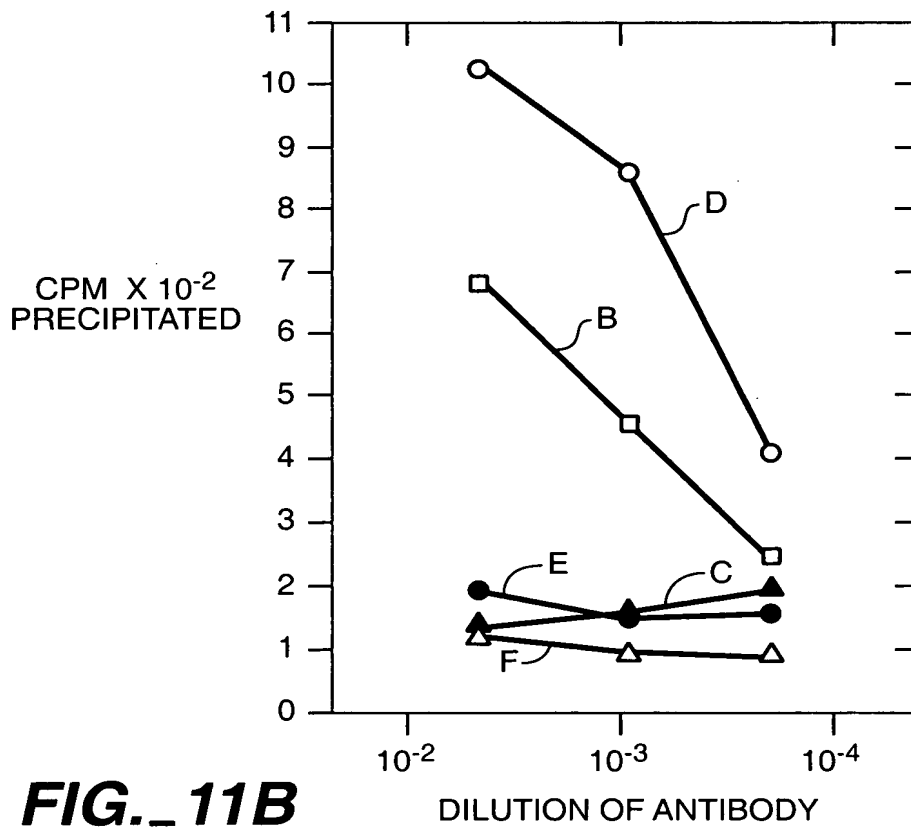 11
10
9
8
7
6
5
4
3
2
1
0
CPM X 10-2
PRECIPITATED
D
B
E
C
F
10-2
10-3
10-4
FIG._11B
DILUTION OF ANTIBODY